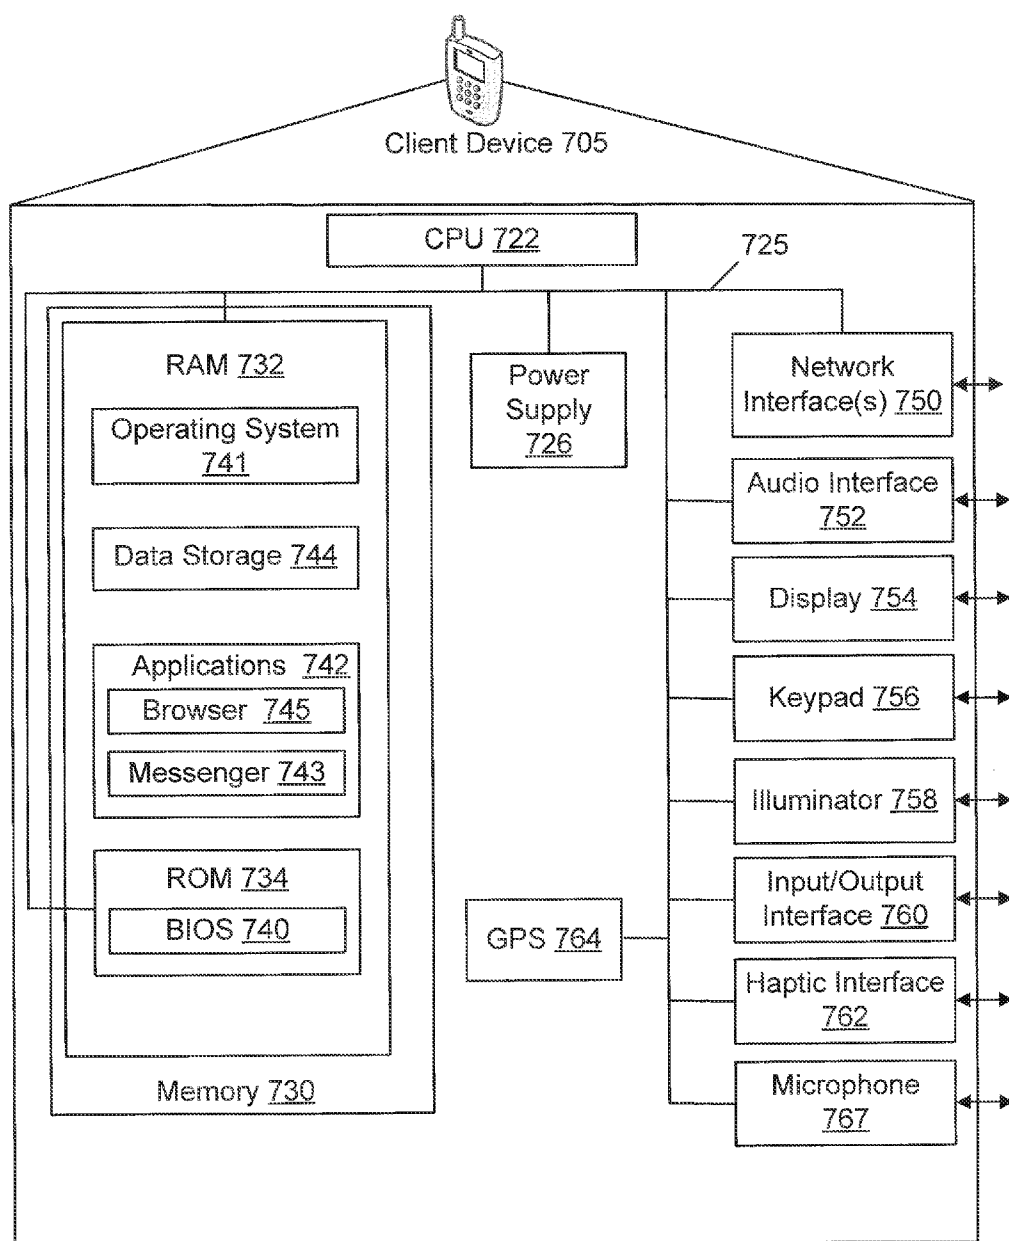 Client Device 705
CPU 722
725
RAM 732
Operating System
741
Data Storage 744
Applications 742
Browser 745
Messenger 743
ROM 734
BIOS 740
Memory 730
Power
Supply
726
GPS 764
Network
Interface(s) 750
Audio Interface
752
Display 754
Keypad 756
Illuminator 758
Input/Output
Interface 760
Haptic Interface
762
Microphone
767